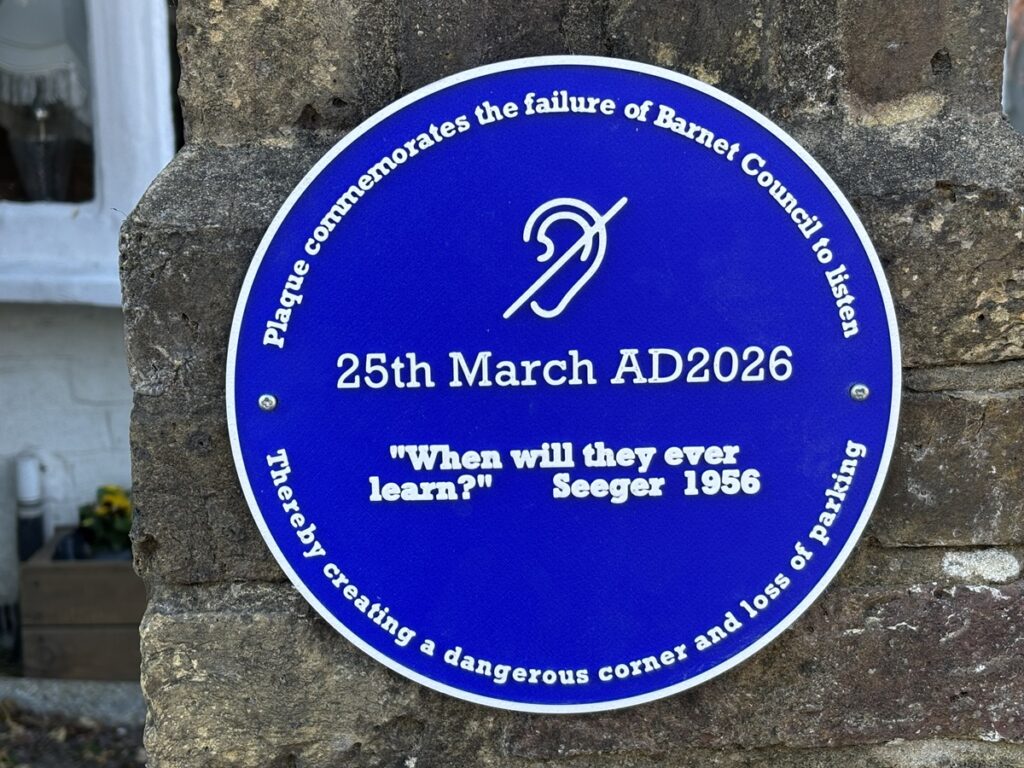 Plaque commemorates the failure of Barnet Council to listen
25th March AD2026
"When will they ever
learn?" Seeger 1956
Thereby creating a dangerous corner and loss of parking